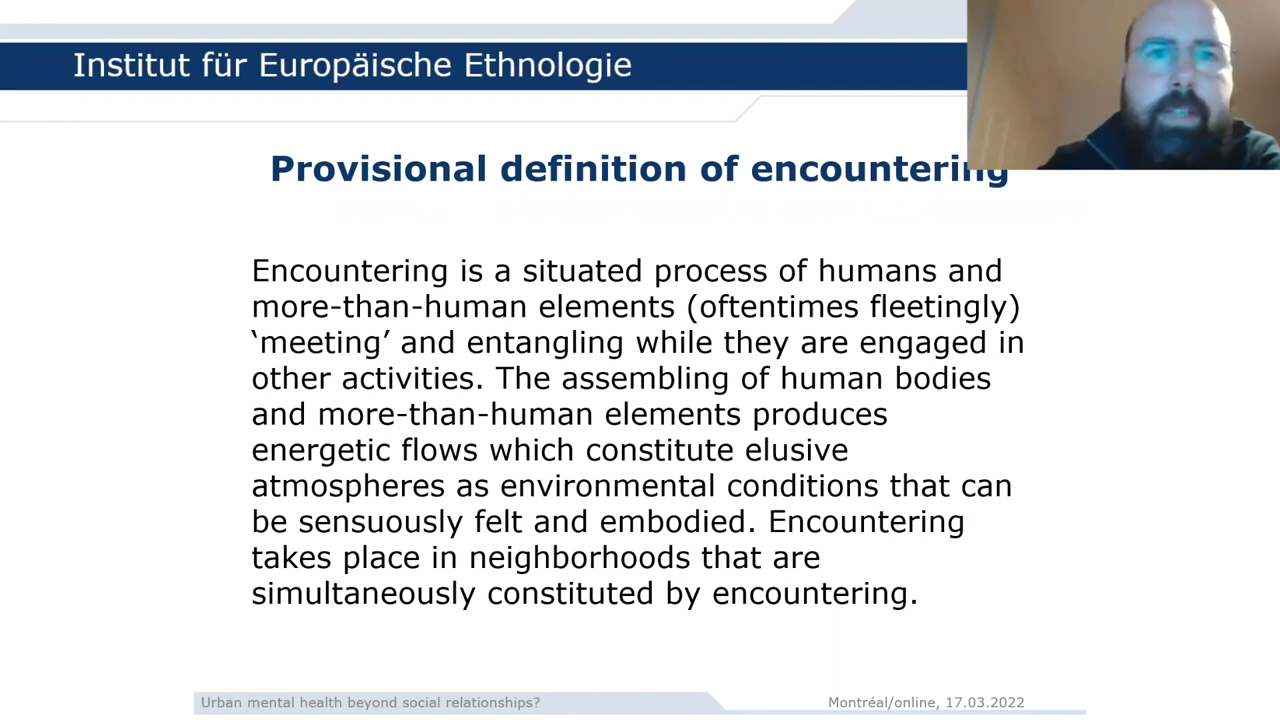 Institut für Europäische Ethnologie
Provisional definition of encountering
Encountering is a situated process of humans and
more-than-human elements (oftentimes fleetingly)
‘meeting’ and entangling while they are engaged in
other activities. The assembling of human bodies
and more-than-human elements produces
energetic flows which constitute elusive
atmospheres as environmental conditions that can
be sensuously felt and embodied. Encountering
takes place in neighborhoods that are
simultaneously constituted by encountering.
Urban mental health beyond social relationships?
Montréal/online, 17.03.2022